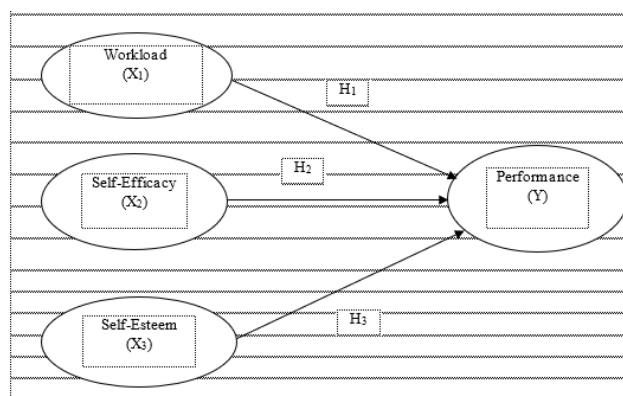 Workload
(X₁)
H₁
Self-Efficacy
(X₂)
H₂
Performance
(Y)
Self-Esteem
(X₃)
H₃